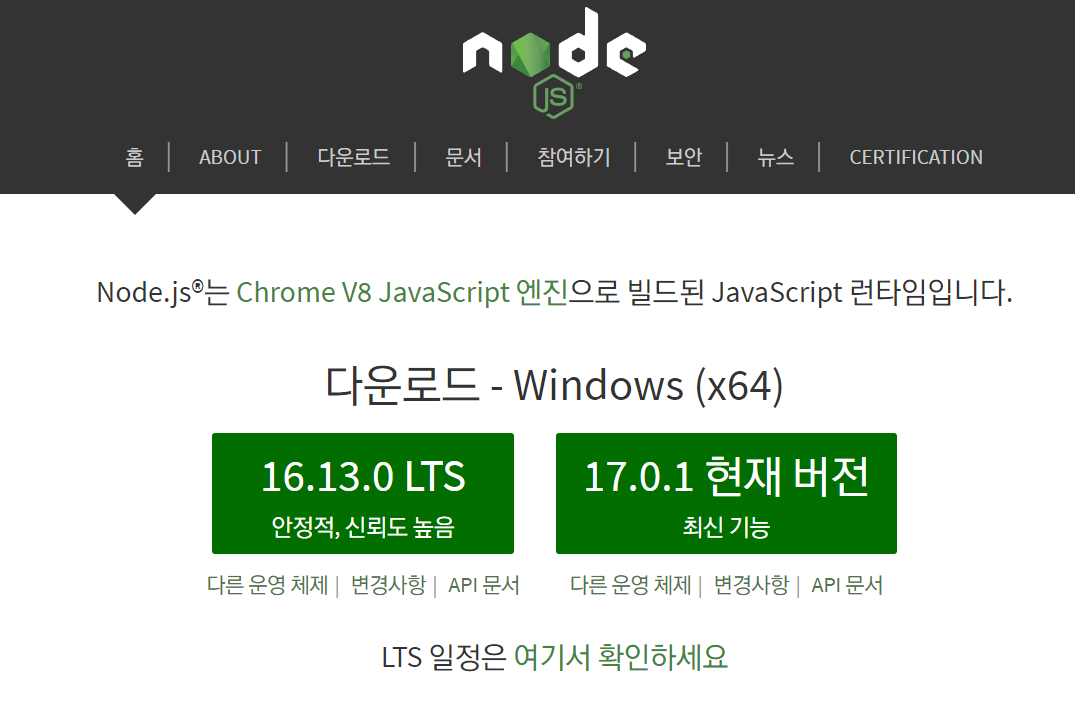 node
JS®
홈 | ABOUT | 다운로드 | 문서 | 참여하기 | 보안 | 뉴스 | CERTIFICATION
Node.js®는 Chrome V8 JavaScript 엔진으로 빌드된 JavaScript 런타임입니다.
다운로드 - Windows (x64)
16.13.0 LTS
안정적, 신뢰도 높음
17.0.1 현재 버전
최신 기능
다른 운영 체제 | 변경사항 | API 문서
다른 운영 체제 | 변경사항 | API 문서
LTS 일정은 여기서 확인하세요